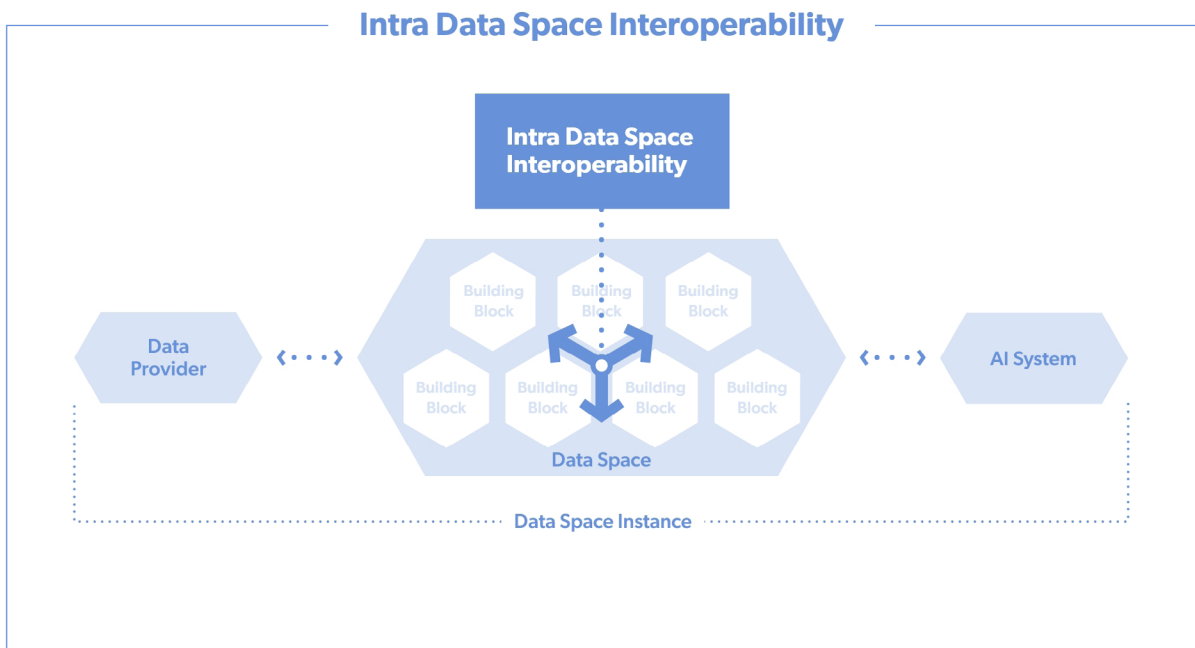 Intra Data Space Interoperability
Intra Data Space
Interoperability
Building
Block
Building
Block
Building
Block
Data
Provider
AI System
Building
Block
Building
Block
Building
Block
Building
Block
Data Space
Data Space Instance